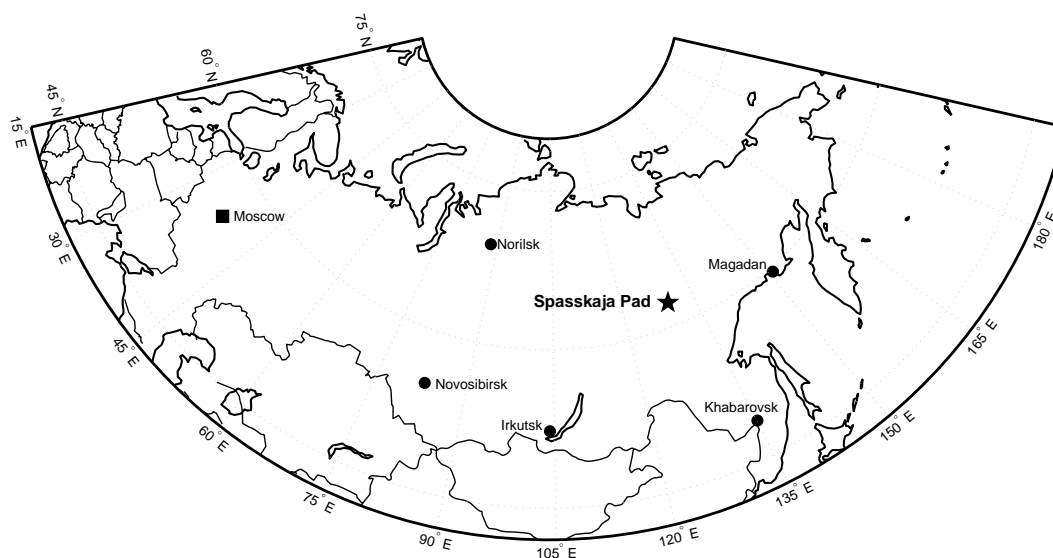 75°N
60°N
45°N
15°E
30°E
45°E
60°E
75°E
90°E
105°E
120°E
135°E
150°E
165°E
180°E
Moscow
Norilsk
Magadan
Spasskaja Pad
Novosibirsk
Irkutsk
Khabarovsk